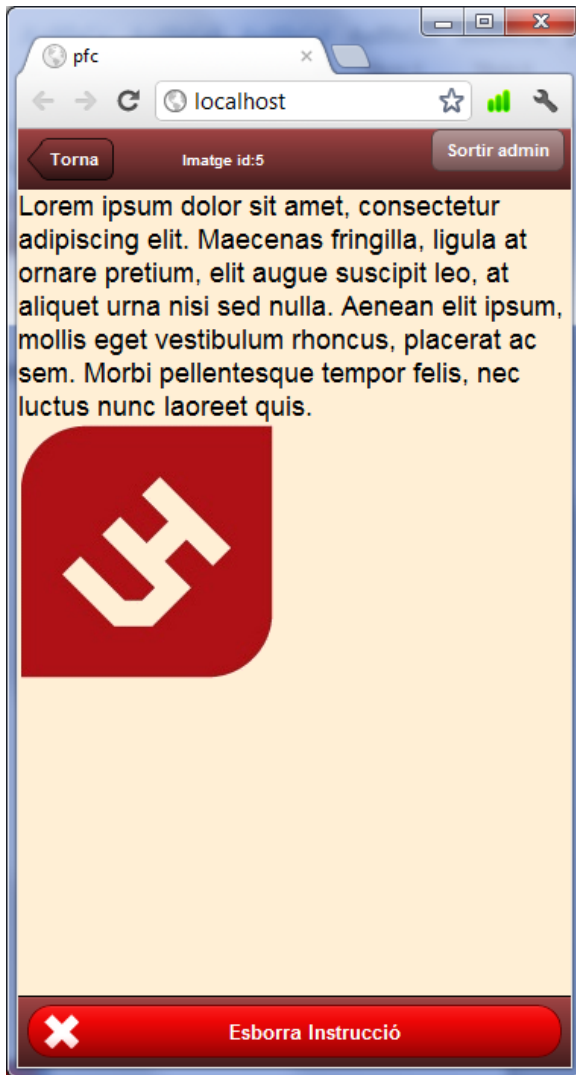 pfc
localhost
Torna
Imatge id:5
Sortir admin
Lorem ipsum dolor sit amet, consectetur
adipiscing elit. Maecenas fringilla, ligula at
ornare pretium, elit augue suscipit leo, at
aliquet urna nisi sed nulla. Aenean elit ipsum,
mollis eget vestibulum rhoncus, placerat ac
sem. Morbi pellentesque tempor felis, nec
luctus nunc laoreet quis.
Esborra Instrucció